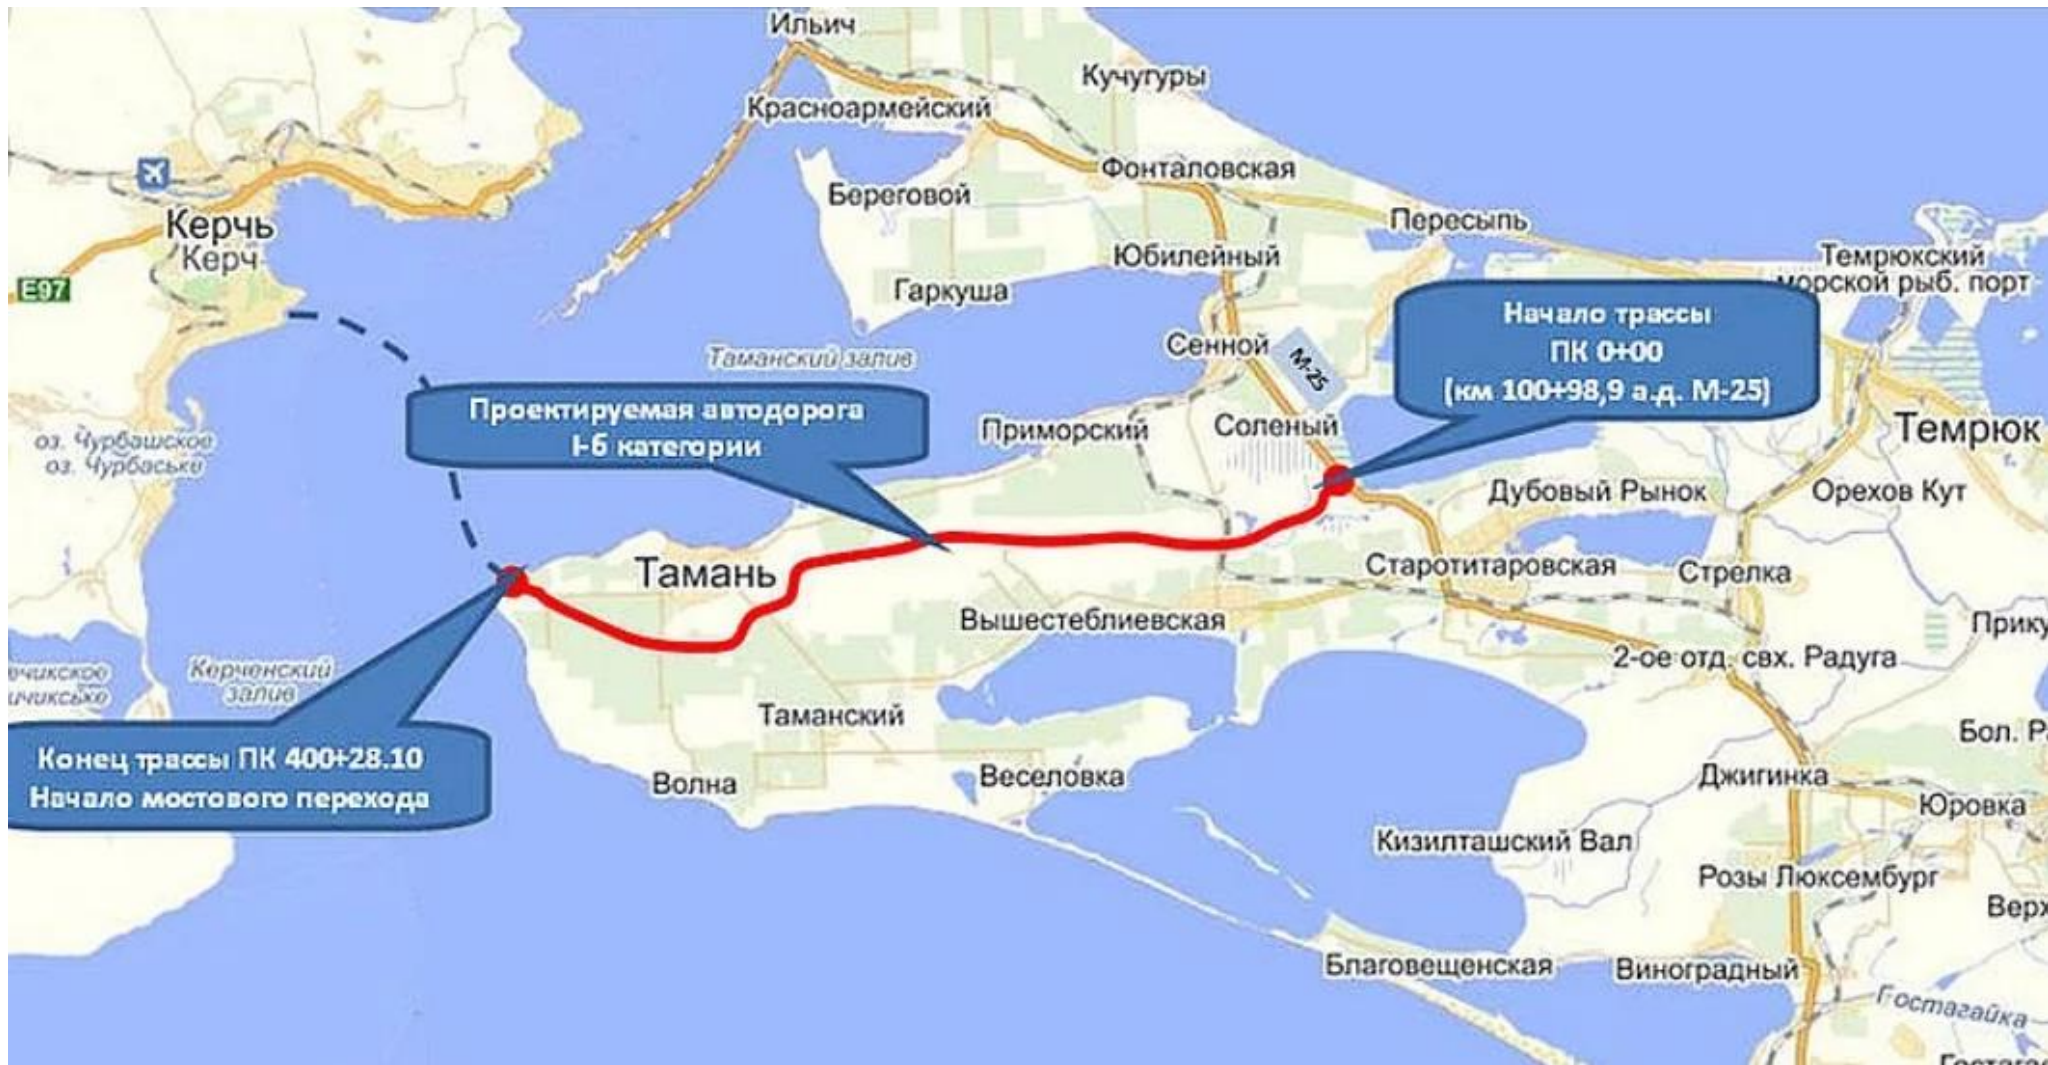 Ильич
Кучугуры
Красноармейский
Фонталовская
Береговой
Пересыпь
Керчь
Керч
Юбилейный
Темрюкский
морской рыб. порт
E97
Гаркуша
Начало трассы
ПК 0+00
(км 100+98,9 а.д. М-25)
Сенной
Таманский залив
М-25
Проектируемая автодорога
I-б категории
Приморский
Соленый
Темрюк
оз. Чурбашское
оз. Чурбаське
Дубовый Рынок
Орехов Кут
Тамань
Старотитаровская
Стрелка
Вышестеблиевская
Прику
2-ое отд. свх. Радуга
Керченский
залив
Таманский
Бол. Р
Конец трассы ПК 400+28.10
Начало мостового перехода
Волна
Веселовка
Джигинка
Юровка
Кизилташский Вал
Розы Люксембург
Верх
Благовещенская
Виноградный
Гостагайка